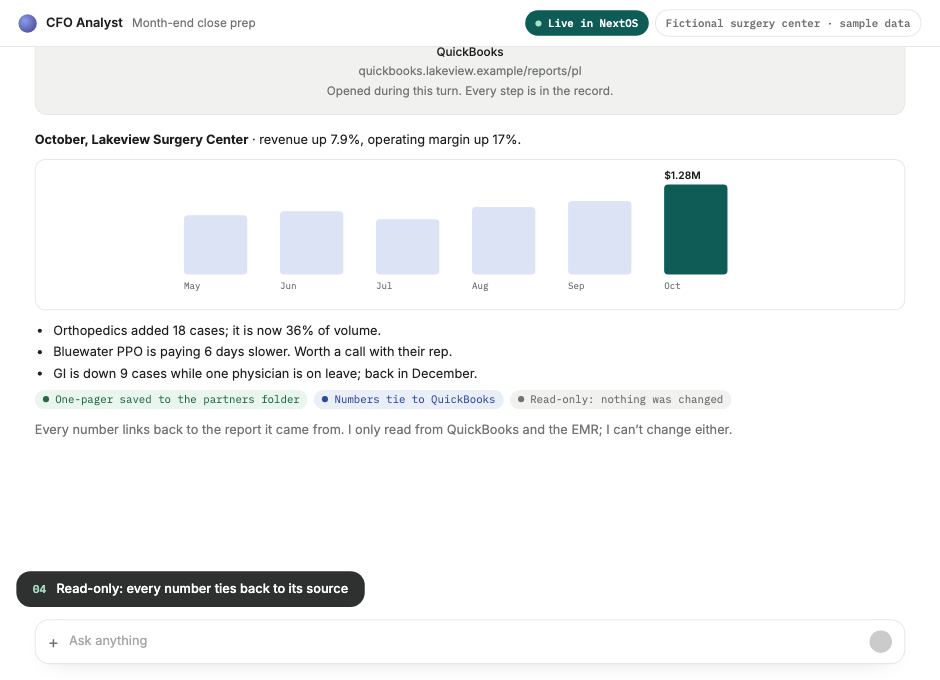 CFO Analyst Month-end close prep
Live in NextOS
Fictional surgery center · sample data
QuickBooks
quickbooks.lakeview.example/reports/pl
Opened during this turn. Every step is in the record.
October, Lakeview Surgery Center · revenue up 7.9%, operating margin up 17%.
$1.28M
May Jun Jul Aug Sep Oct
• Orthopedics added 18 cases; it is now 36% of volume.
• Bluewater PPO is paying 6 days slower. Worth a call with their rep.
• GI is down 9 cases while one physician is on leave; back in December.
One-pager saved to the partners folder
Numbers tie to QuickBooks
Read-only: nothing was changed
Every number links back to the report it came from. I only read from QuickBooks and the EMR; I can’t change either.
04 Read-only: every number ties back to its source
+ Ask anything